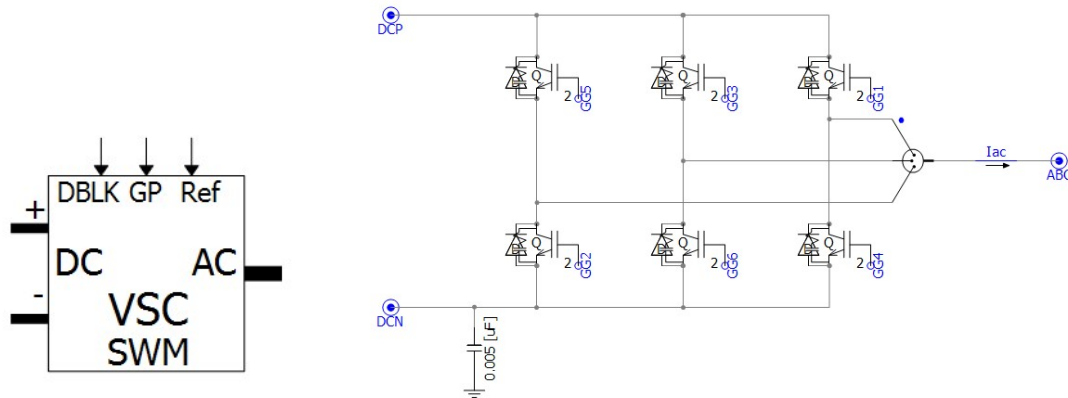 DBLK GP Ref
+
DC AC
-
VSC
SWM
DCP
Q 2 GG5
Q 2 GG3
Q 2 GG1
Iac
ABC
Q 2 GG2
Q 2 GG6
Q 2 GG4
DCN
0.005 [uF]